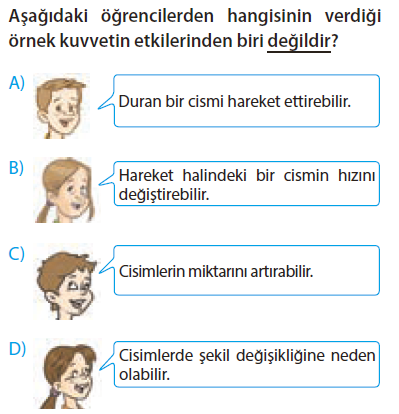 Aşağıdaki öğrencilerden hangisinin verdiği
örnek kuvvetin etkilerinden biri değildir?
A)
Duran bir cismi hareket ettirebilir.
B)
Hareket halindeki bir cismin hızını
değiştirebilir.
C)
Cisimlerin miktarını artırabilir.
D)
Cisimlerde şekil değişikliğine neden
olabilir.